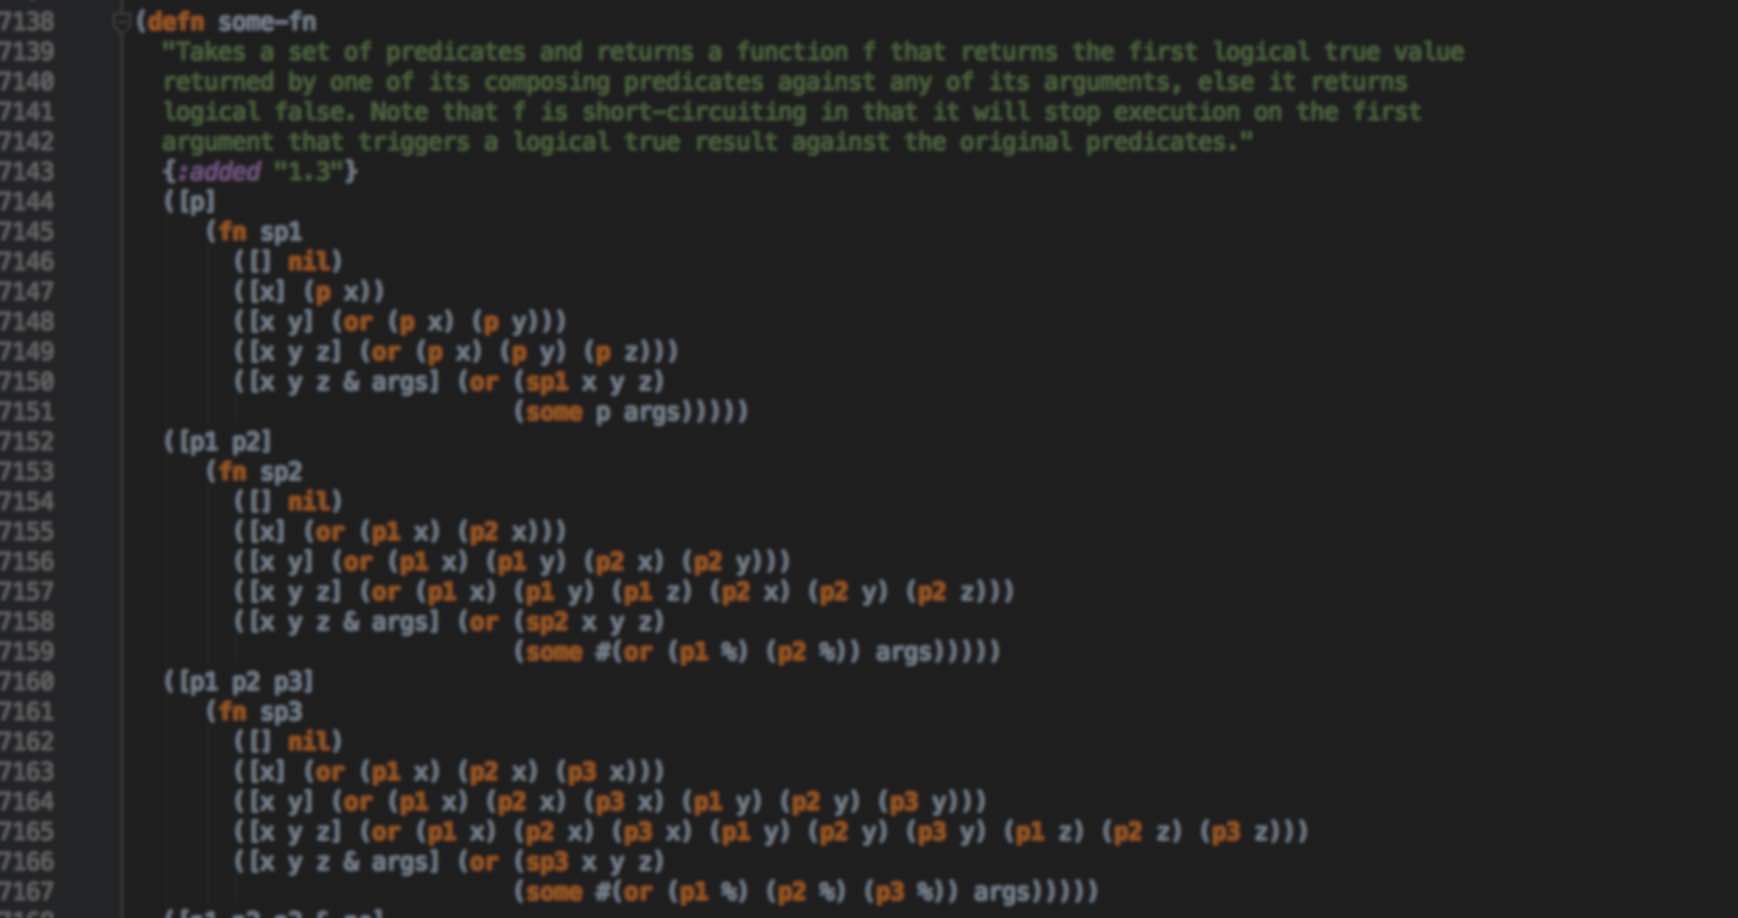 7138 (defn some-fn
7139 "Takes a set of predicates and returns a function f that returns the first logical true value
7140 returned by one of its composing predicates against any of its arguments, else it returns
7141 logical false. Note that f is short-circuiting in that it will stop execution on the first
7142 argument that triggers a logical true result against the original predicates."
7143 {:added "1.3"}
7144 ([p]
7145 (fn sp1
7146 ([] nil)
7147 ([x] (p x))
7148 ([x y] (or (p x) (p y)))
7149 ([x y z] (or (p x) (p y) (p z)))
7150 ([x y z & args] (or (sp1 x y z)
7151 (some p args)))))
7152 ([p1 p2]
7153 (fn sp2
7154 ([] nil)
7155 ([x] (or (p1 x) (p2 x)))
7156 ([x y] (or (p1 x) (p1 y) (p2 x) (p2 y)))
7157 ([x y z] (or (p1 x) (p1 y) (p1 z) (p2 x) (p2 y) (p2 z)))
7158 ([x y z & args] (or (sp2 x y z)
7159 (some #(or (p1 %) (p2 %)) args)))))
7160 ([p1 p2 p3]
7161 (fn sp3
7162 ([] nil)
7163 ([x] (or (p1 x) (p2 x) (p3 x)))
7164 ([x y] (or (p1 x) (p2 x) (p3 x) (p1 y) (p2 y) (p3 y)))
7165 ([x y z] (or (p1 x) (p2 x) (p3 x) (p1 y) (p2 y) (p3 y) (p1 z) (p2 z) (p3 z)))
7166 ([x y z & args] (or (sp3 x y z)
7167 (some #(or (p1 %) (p2 %) (p3 %)) args)))))